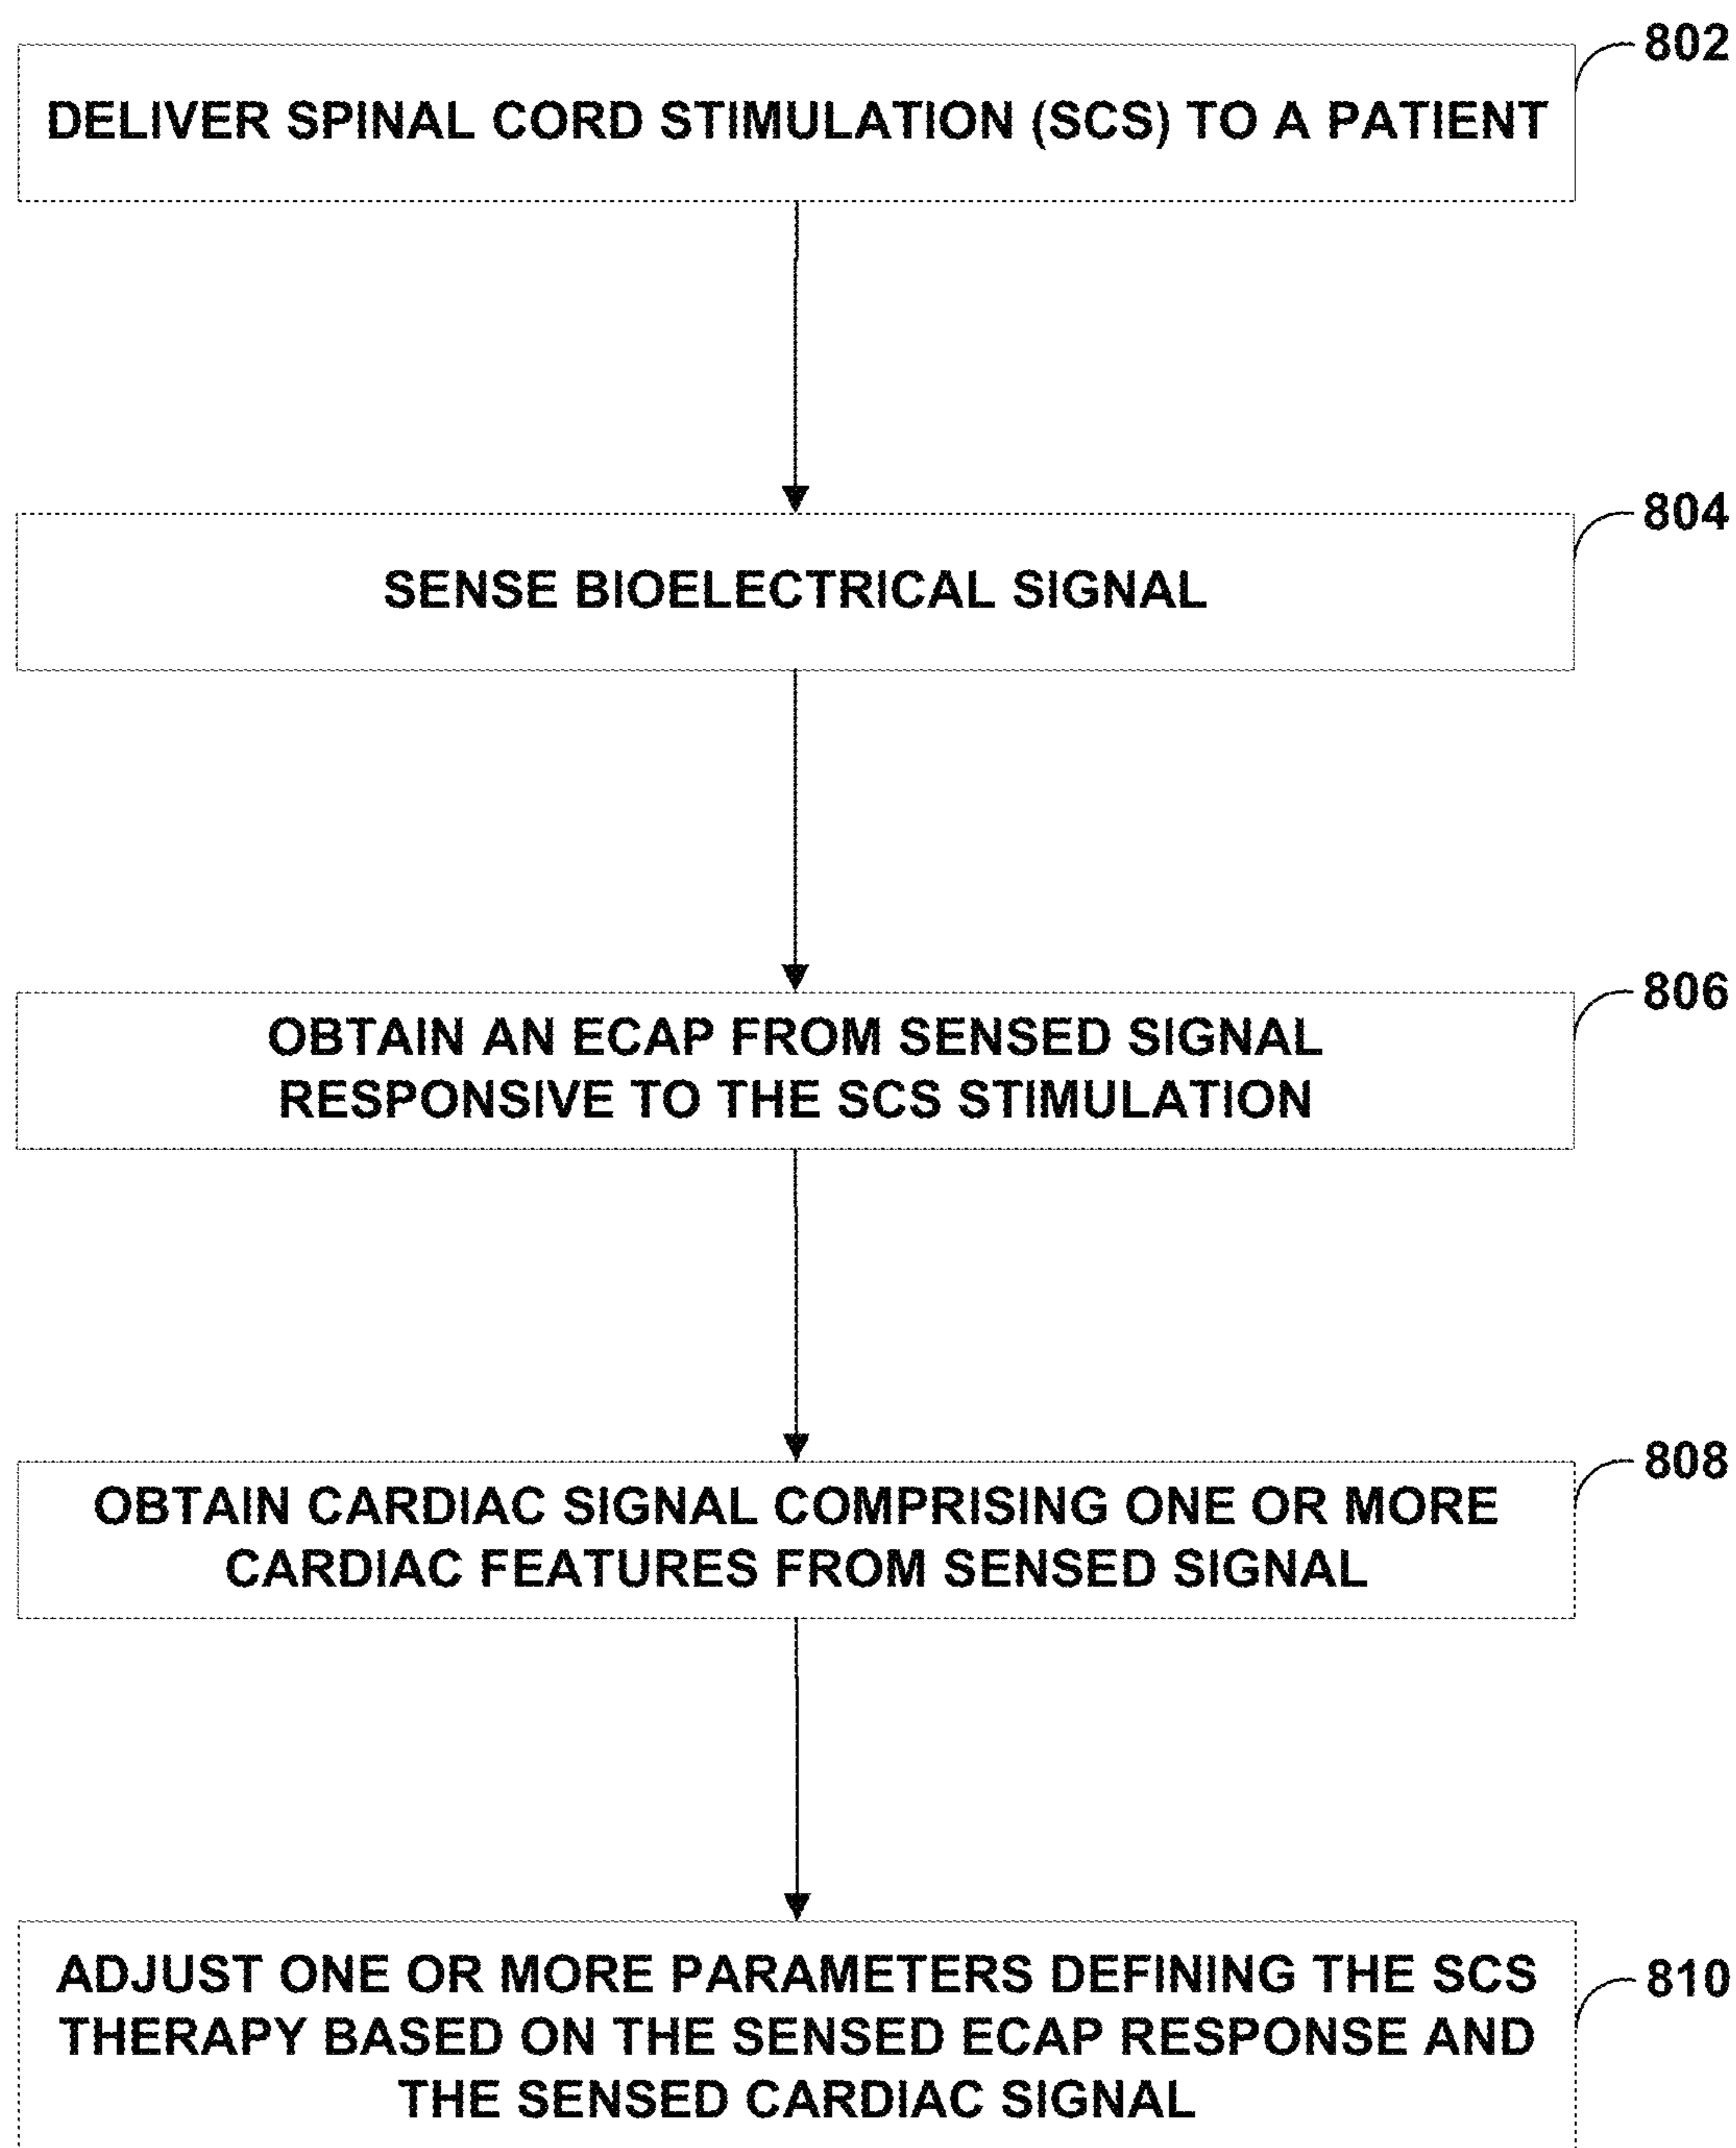 802
DELIVER SPINAL CORD STIMULATION (SCS) TO A PATIENT
804
SENSE BIOELECTRICAL SIGNAL
806
OBTAIN AN ECAP FROM SENSED SIGNAL
RESPONSIVE TO THE SCS STIMULATION
808
OBTAIN CARDIAC SIGNAL COMPRISING ONE OR MORE
CARDIAC FEATURES FROM SENSED SIGNAL
810
ADJUST ONE OR MORE PARAMETERS DEFINING THE SCS
THERAPY BASED ON THE SENSED ECAP RESPONSE AND
THE SENSED CARDIAC SIGNAL